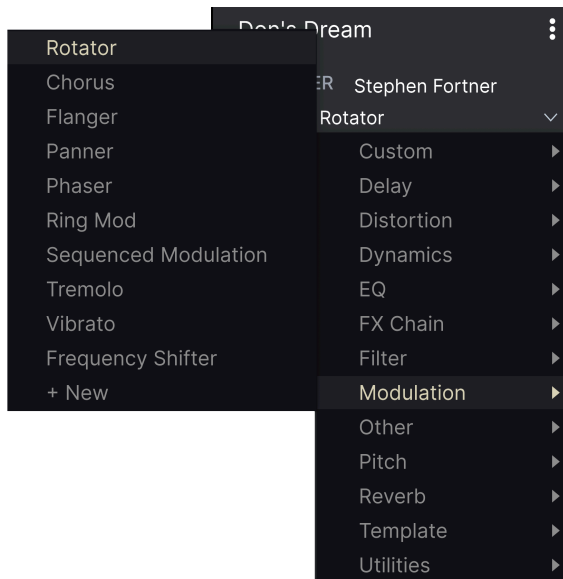 Don's Dream
ER Stephen Fortner
Rotator
Custom
Delay
Distortion
Dynamics
EQ
FX Chain
Filter
Modulation
Other
Pitch
Reverb
Template
Utilities
Rotator
Chorus
Flanger
Panner
Phaser
Ring Mod
Sequenced Modulation
Tremolo
Vibrato
Frequency Shifter
+ New